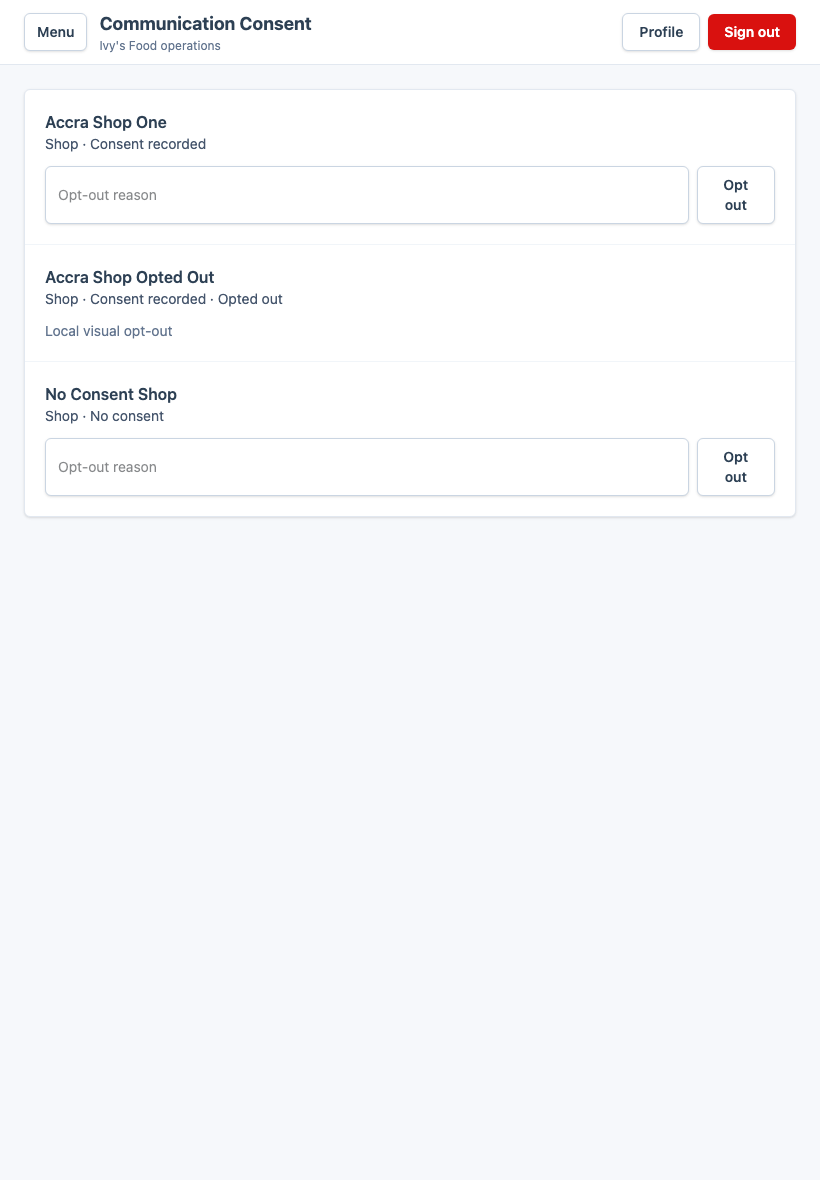 Menu
Communication Consent
Ivy's Food operations
Profile
Sign out
Accra Shop One
Shop · Consent recorded
Opt-out reason
Opt
out
Accra Shop Opted Out
Shop · Consent recorded · Opted out
Local visual opt-out
No Consent Shop
Shop · No consent
Opt-out reason
Opt
out